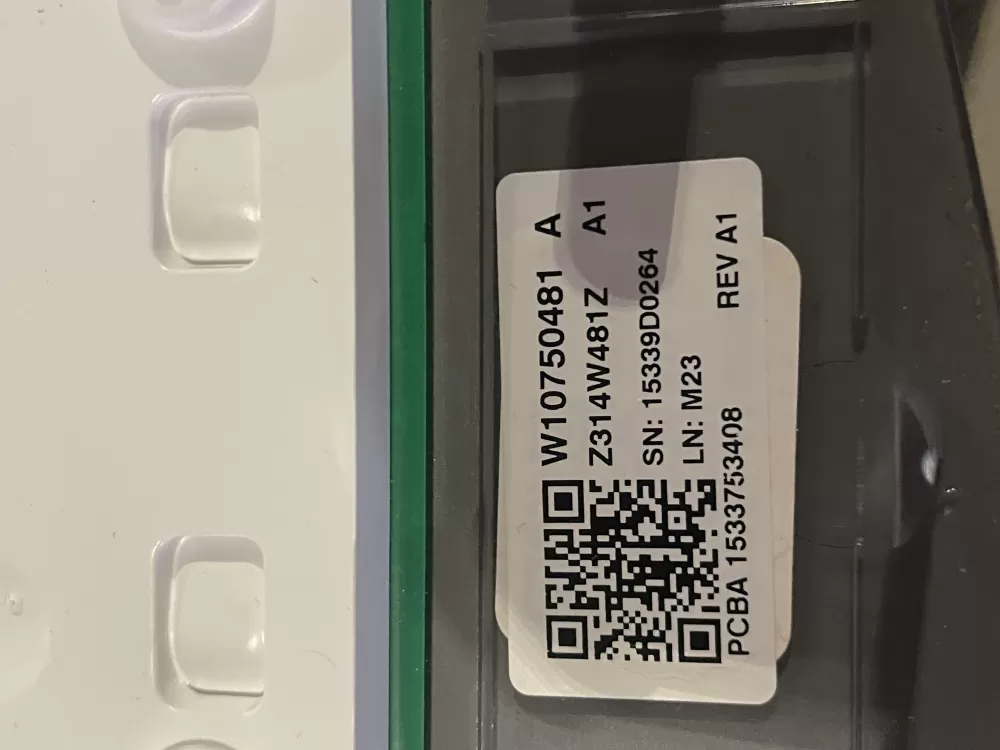 W10750481 A
Z314W481Z A1
SN: 15339D0264
LN: M23
PCBA 1533753408 REV A1